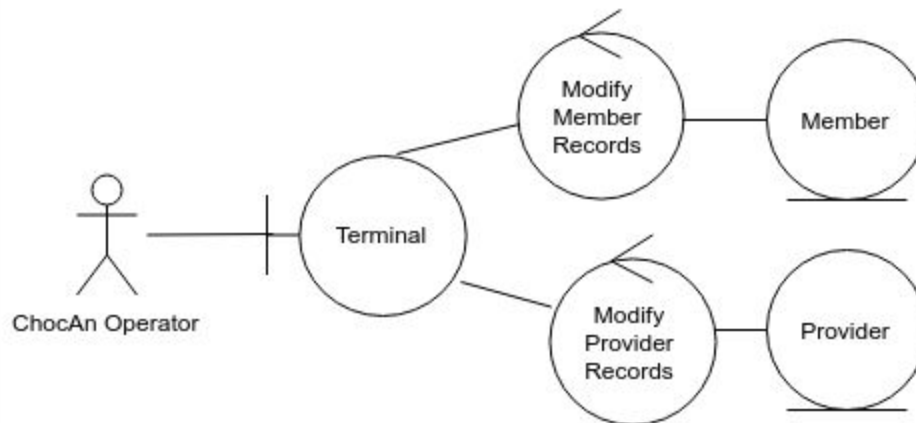 Modify
Member
Records
Member
Terminal
ChocAn Operator
Modify
Provider
Records
Provider